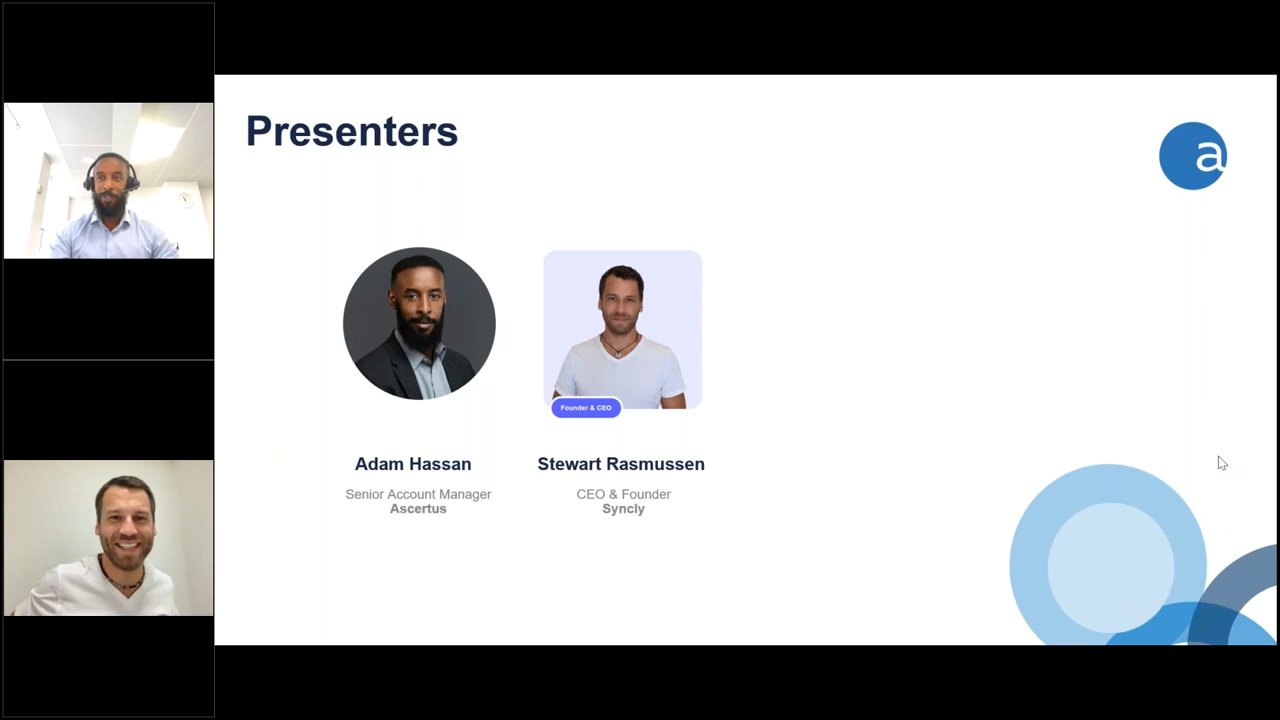 Presenters
a
Founder & CEO
Adam Hassan
Senior Account Manager
Ascertus
Stewart Rasmussen
CEO & Founder
Syncly